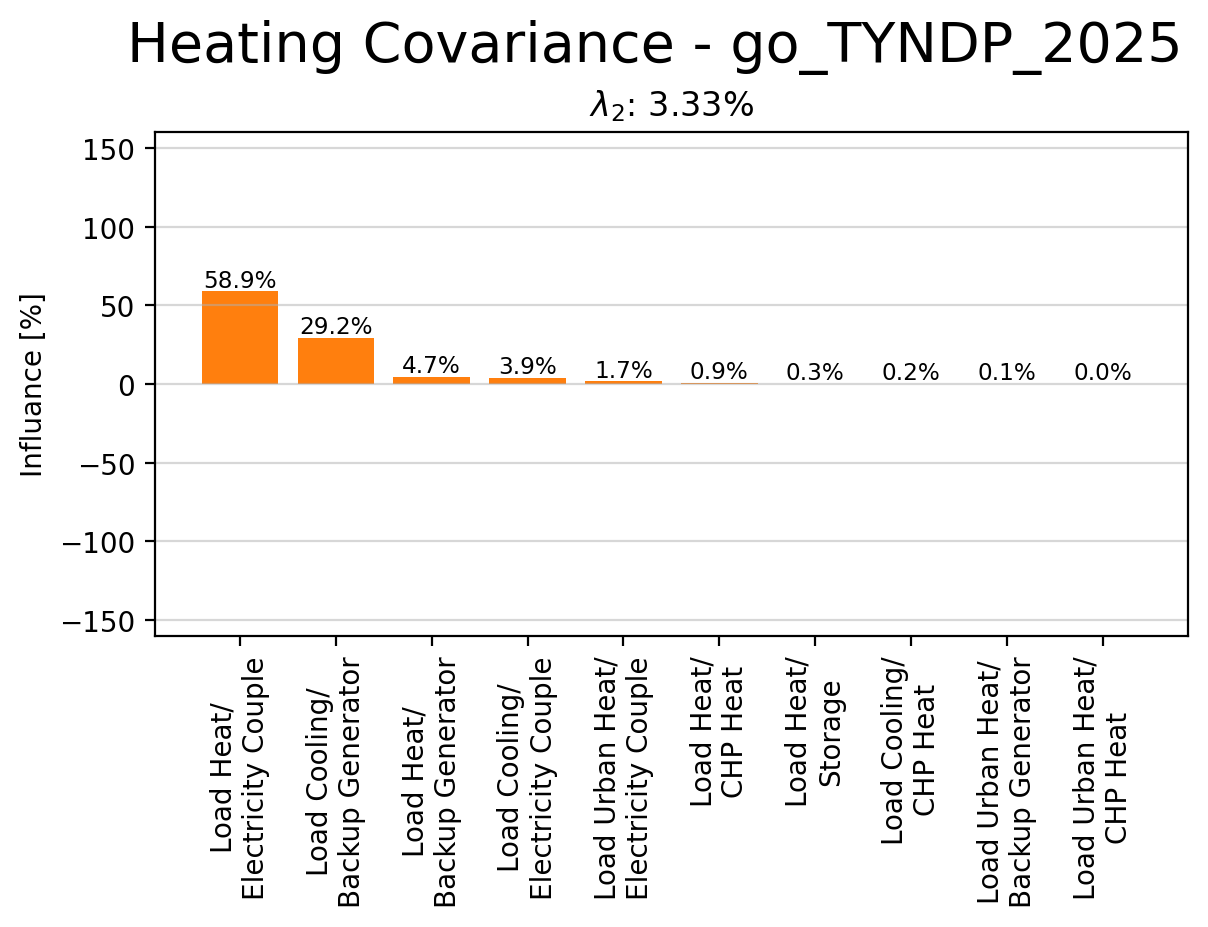 Heating Covariance - go_TYNDP_2025
λ₂: 3.33%
Influance [%]
150
100
50
0
−50
−100
−150
58.9%
29.2%
4.7%
3.9%
1.7%
0.9%
0.3%
0.2%
0.1%
0.0%
Load Heat/
Electricity Couple
Load Cooling/
Backup Generator
Load Heat/
Backup Generator
Load Cooling/
Electricity Couple
Load Urban Heat/
Electricity Couple
Load Heat/
CHP Heat
Load Heat/
Storage
Load Cooling/
CHP Heat
Load Urban Heat/
Backup Generator
Load Urban Heat/
CHP Heat